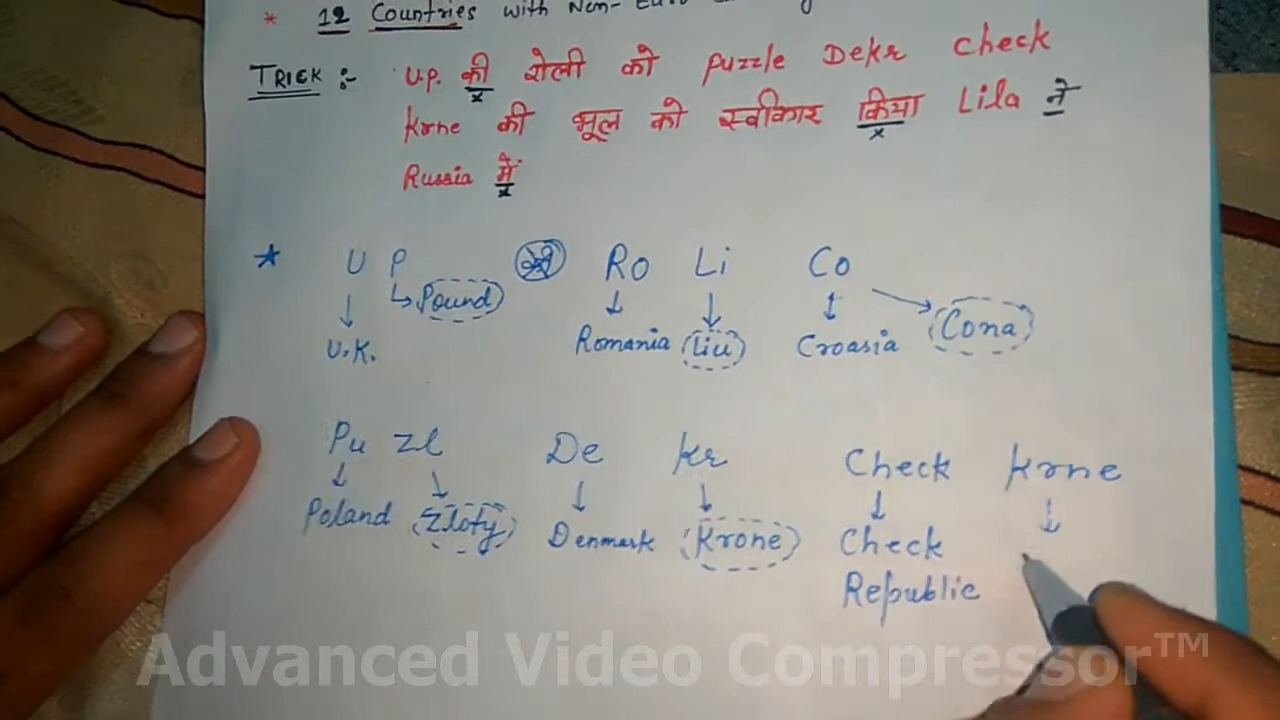 * 12 Countries with Non-
TRICK :- U.P. की रोली को puzzle Dekr check
krne की भूल को स्वीकार किया Lila ने
Russia में
* U P Ro Li Co
Pound
U.K. Romania Liu Croasia Cona
Pu Zl De Kr Check Krne
Poland Zloty Denmark Krone Check
Republic
Advanced Video Compressor™